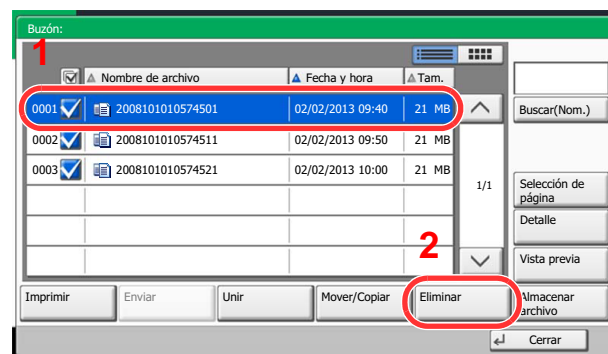 Buzón:
1
Nombre de archivo Fecha y hora Tam.
0001 2008101010574501 02/02/2013 09:40 21 MB
Buscar(Nom.)
0002 2008101010574511 02/02/2013 09:50 21 MB
0003 2008101010574521 02/02/2013 10:00 21 MB
1/1
Selección de
página
Detalle
2
Vista previa
Imprimir Enviar Unir Mover/Copiar Eliminar Almacenar
archivo
Cerrar